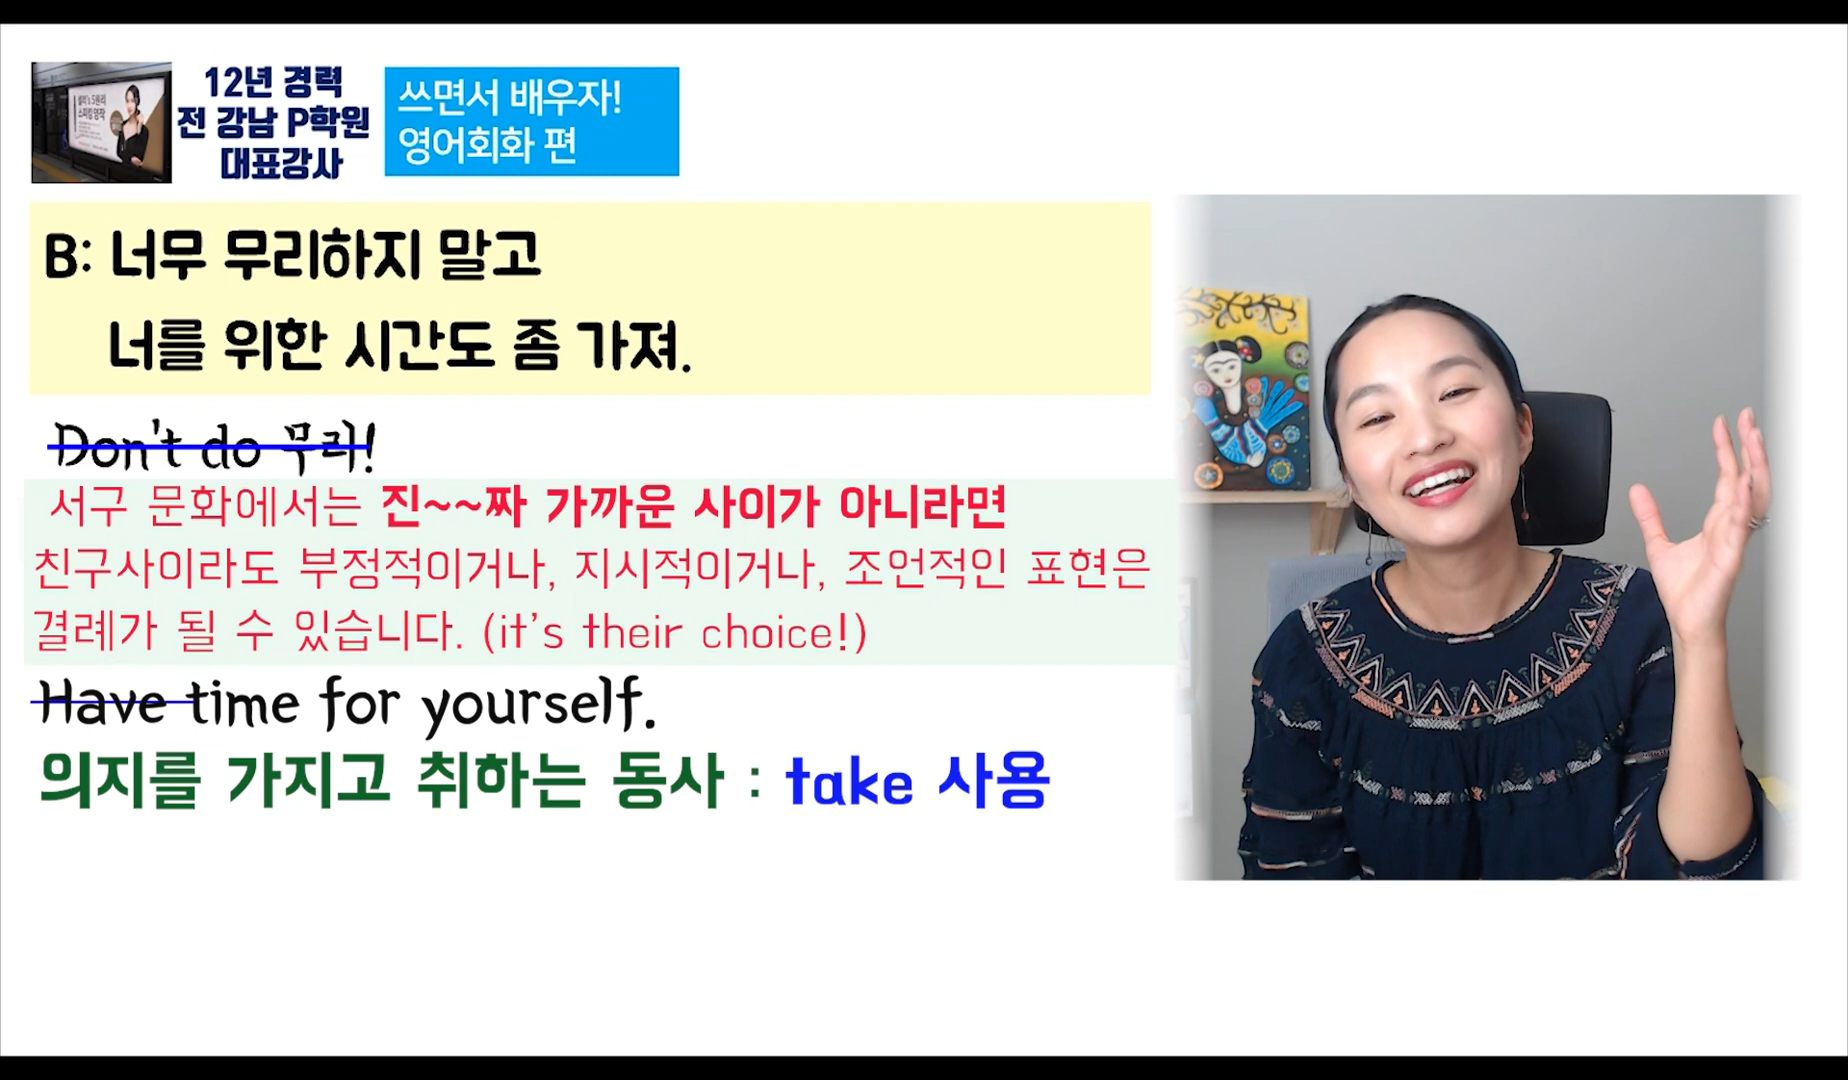 12년 경력
전 강남 P학원
대표강사
쓰면서 배우자!
영어회화 편
B: 너무 무리하지 말고
너를 위한 시간도 좀 가져.
Don't do 무리!
서구 문화에서는 진~~짜 가까운 사이가 아니라면
친구사이라도 부정적이거나, 지시적이거나, 조언적인 표현은
결례가 될 수 있습니다. (it's their choice!)
Have time for yourself.
의지를 가지고 취하는 동사 : take 사용